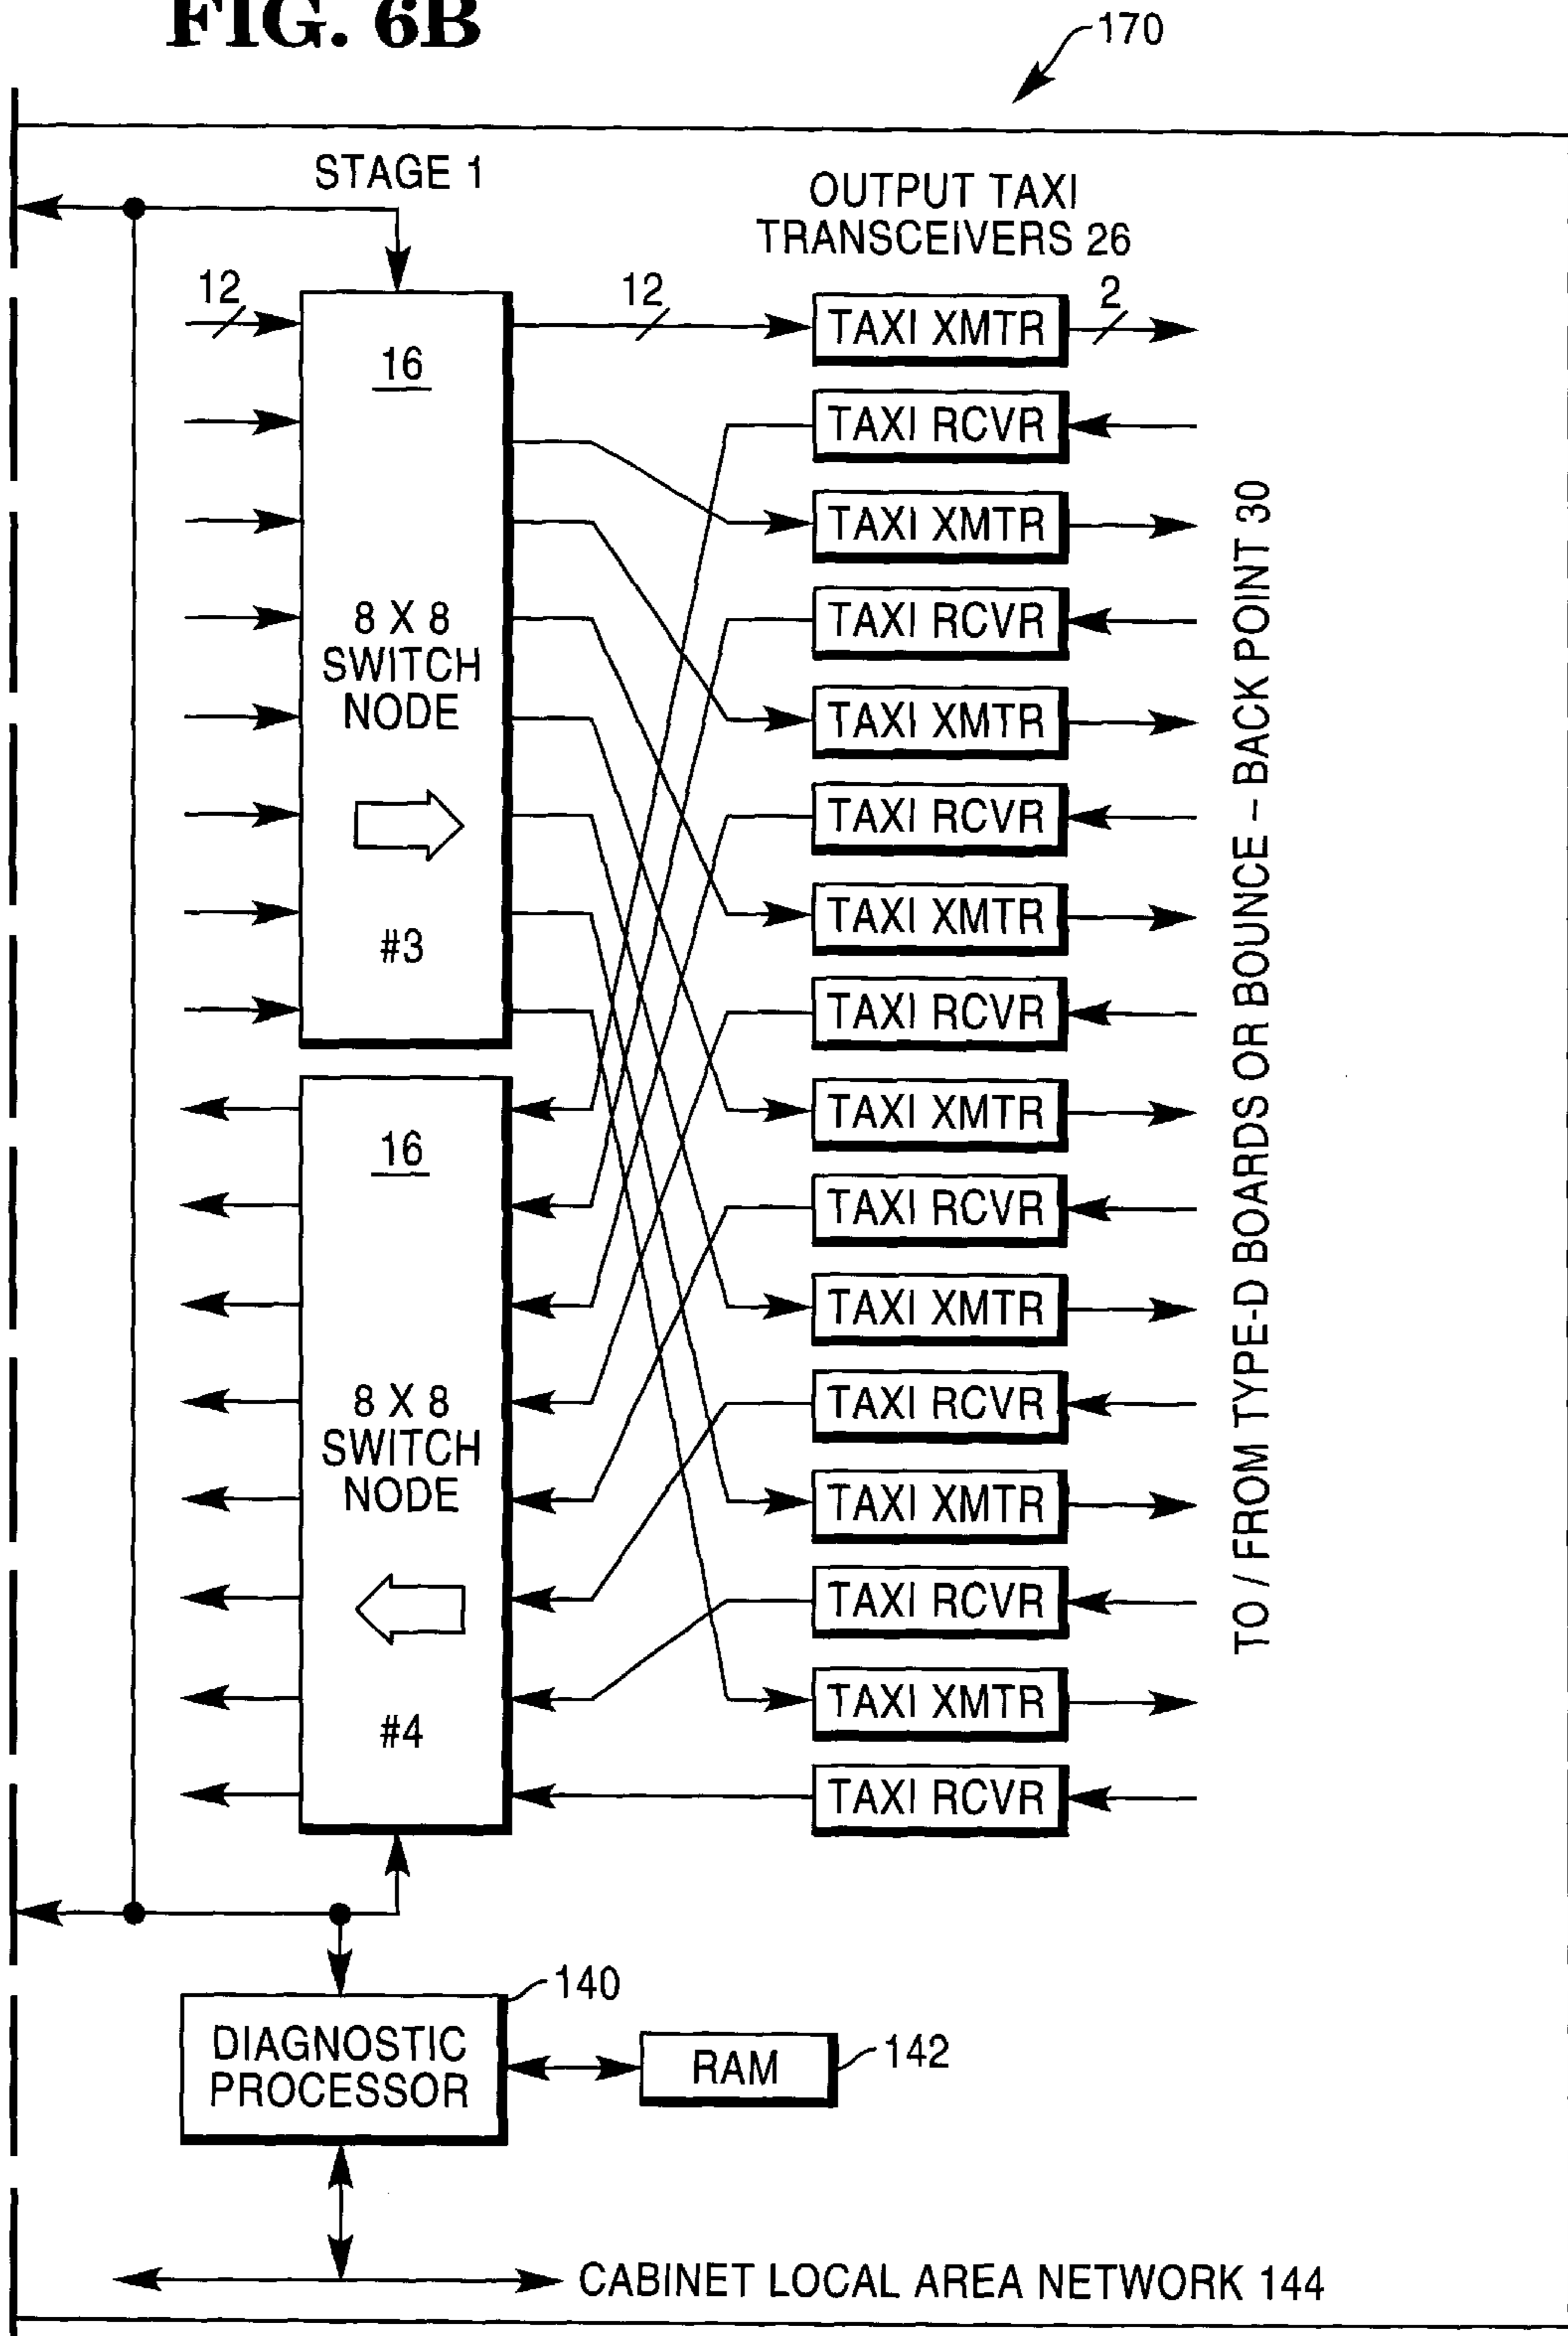 FIG. 6B
170
STAGE 1
OUTPUT TAXI
TRANSCEIVERS 26
12
12
2
16
8 X 8
SWITCH
NODE
#3
16
8 X 8
SWITCH
NODE
#4
TAXI XMTR
TAXI RCVR
TAXI XMTR
TAXI RCVR
TAXI XMTR
TAXI RCVR
TAXI XMTR
TAXI RCVR
TAXI XMTR
TAXI RCVR
TAXI XMTR
TAXI RCVR
TAXI XMTR
TAXI RCVR
TAXI XMTR
TAXI RCVR
TO / FROM TYPE-D BOARDS OR BOUNCE – BACK POINT 30
140
DIAGNOSTIC
PROCESSOR
RAM
142
CABINET LOCAL AREA NETWORK 144